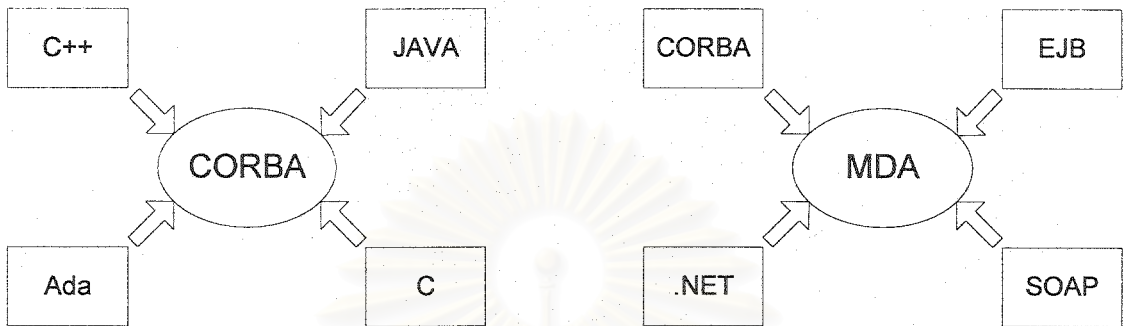 C++
JAVA
CORBA
Ada
C
CORBA
EJB
MDA
.NET
SOAP